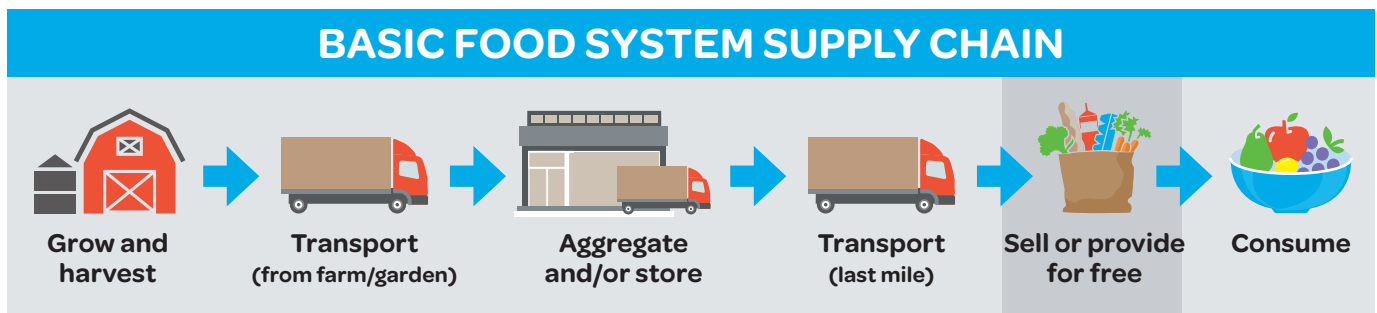 BASIC FOOD SYSTEM SUPPLY CHAIN
Grow and
harvest
Transport
(from farm/garden)
Aggregate
and/or store
Transport
(last mile)
Sell or provide
for free
Consume